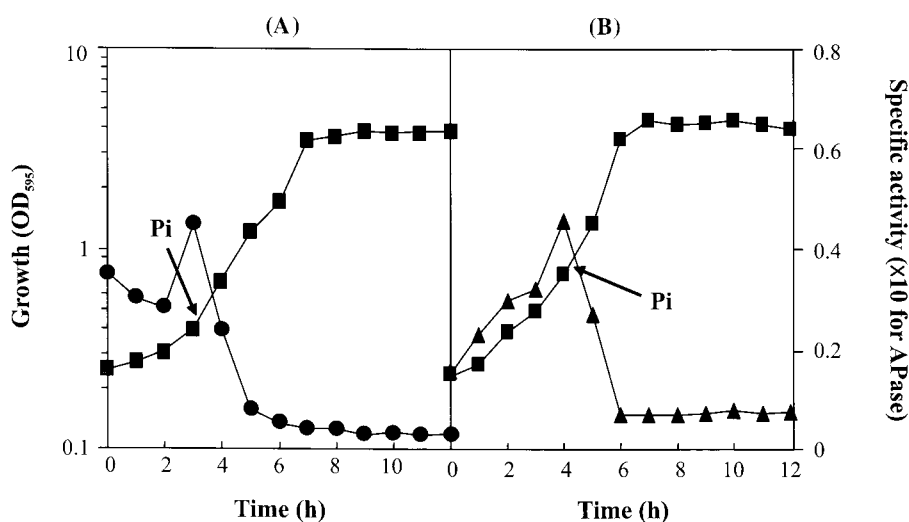 (A) (B)
10 0.8
0.6
Pi
1 0.4
Pi
0.2
0.1 0
0 2 4 6 8 10 0 2 4 6 8 10 12
Time (h) Time (h)
Growth (OD₅₉₅)
Specific activity (x10 for APase)